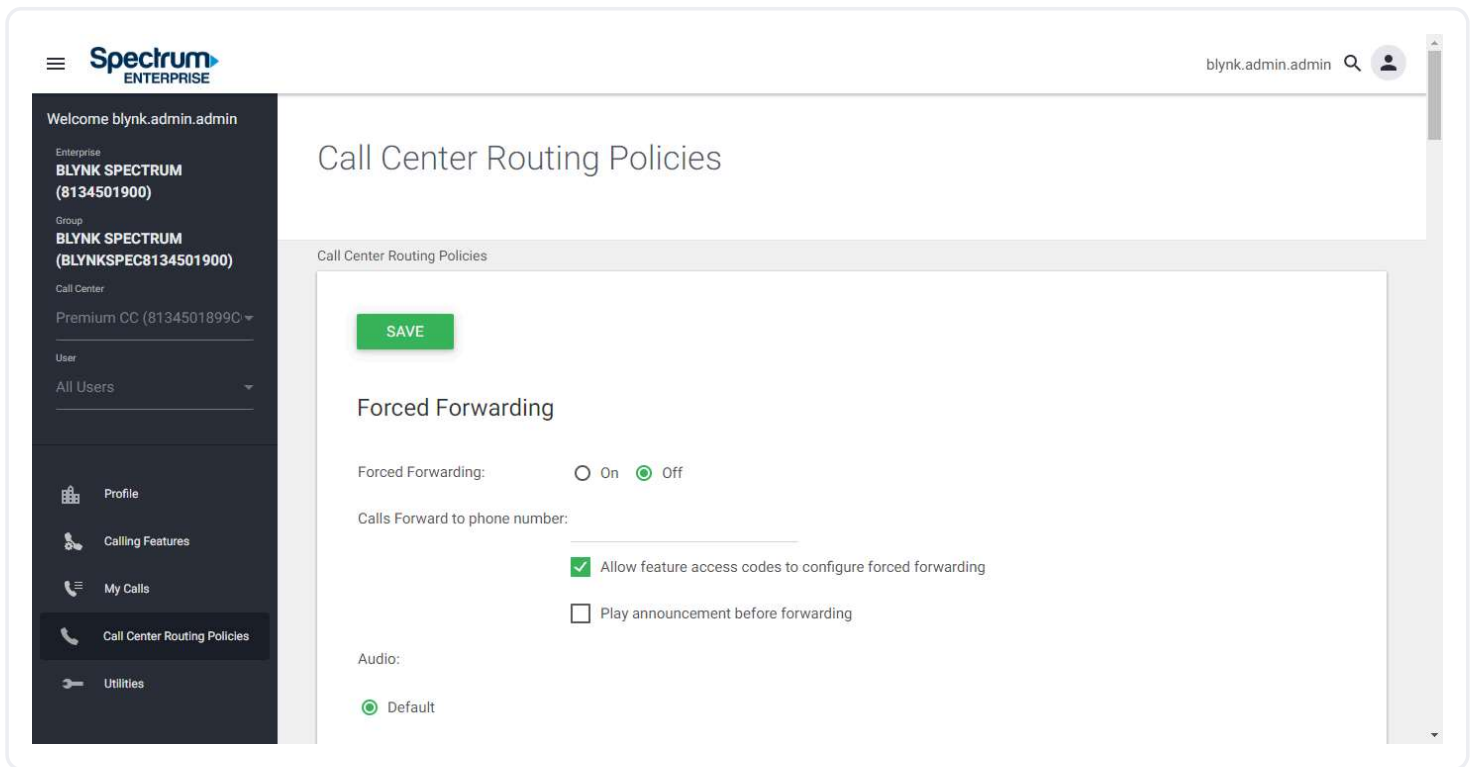 Spectrum
ENTERPRISE
blynk.admin.admin
Welcome blynk.admin.admin
Enterprise
BLYNK SPECTRUM
(8134501900)
Group
BLYNK SPECTRUM
(BLYNKSPEC8134501900)
Call Center
Premium CC (8134501899C
User
All Users
Profile
Calling Features
My Calls
Call Center Routing Policies
Utilities
Call Center Routing Policies
Call Center Routing Policies
SAVE
Forced Forwarding
Forced Forwarding: On Off
Calls Forward to phone number:
Allow feature access codes to configure forced forwarding
Play announcement before forwarding
Audio:
Default